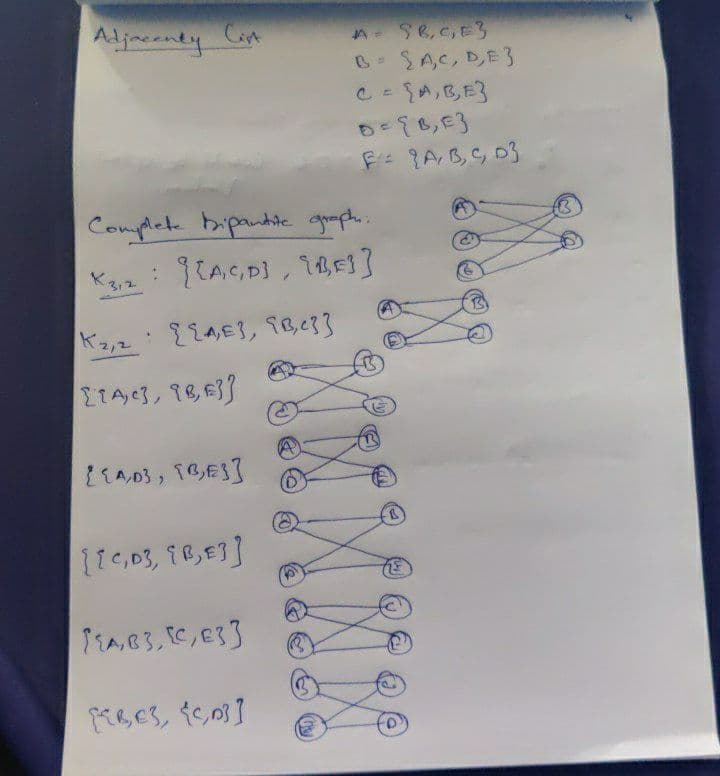 Adjacency List
A = {B,C,E}
B = {A,C,D,E}
C = {A,B,E}
D = {B,E}
E = {A,B,C,D}
Complete bipartite graph:
A B
C D
E
K3,2 : {{A,C,D}, {B,E}}
K2,2 : {{A,E}, {B,C}}
A B
E C
{{A,C}, {B,E}}
A B
C E
{{A,D}, {B,E}}
A B
D E
{{C,D}, {B,E}}
C B
D E
{{A,B}, {C,E}}
A C
B E
{{B,E}, {C,D}}
B C
E D